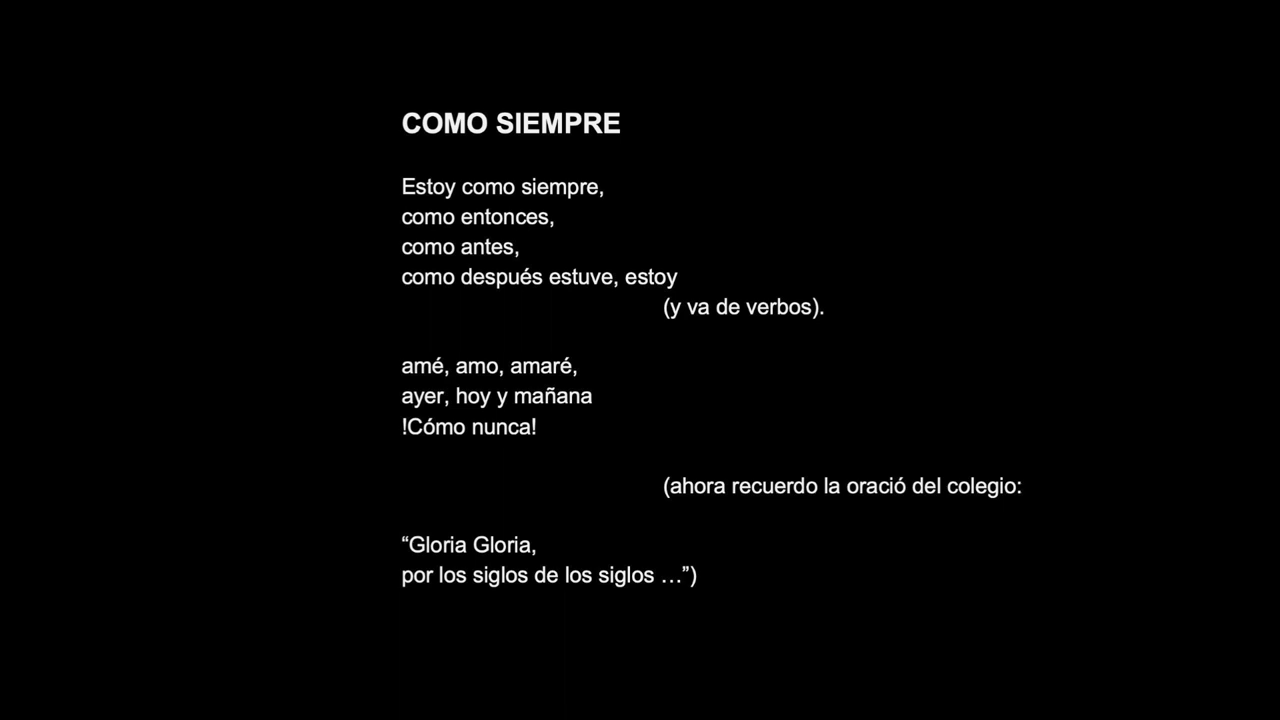 COMO SIEMPRE
Estoy como siempre,
como entonces,
como antes,
como después estuve, estoy
(y va de verbos).
amé, amo, amaré,
ayer, hoy y mañana
!Cómo nunca!
(ahora recuerdo la oració del colegio:
“Gloria Gloria,
por los siglos de los siglos …”)